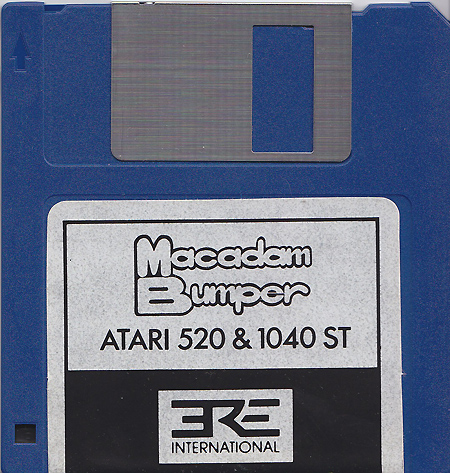 Macadam
Bumper
ATARI 520 & 1040 ST
ERE
INTERNATIONAL